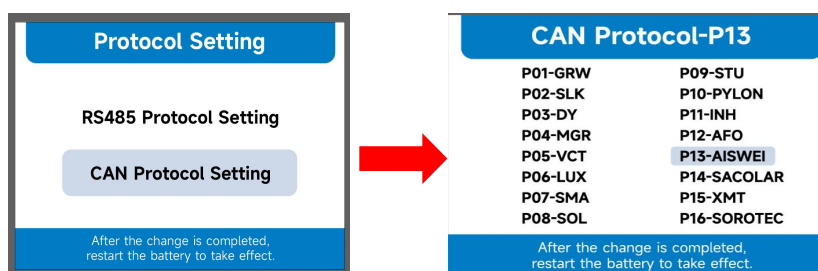 Protocol Setting
RS485 Protocol Setting
CAN Protocol Setting
After the change is completed,
restart the battery to take effect.
CAN Protocol-P13
P01-GRW
P02-SLK
P03-DY
P04-MGR
P05-VCT
P06-LUX
P07-SMA
P08-SOL
P09-STU
P10-PYLON
P11-INH
P12-AFO
P13-AISWEI
P14-SACOLAR
P15-XMT
P16-SOROTEC
After the change is completed,
restart the battery to take effect.